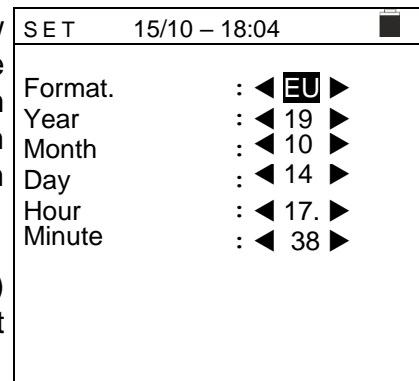 SET 15/10 – 18:04
Format. : ◀ EU ▶
Year : ◀ 19 ▶
Month : ◀ 10 ▶
Day : ◀ 14 ▶
Hour : ◀ 17. ▶
Minute : ◀ 38 ▶